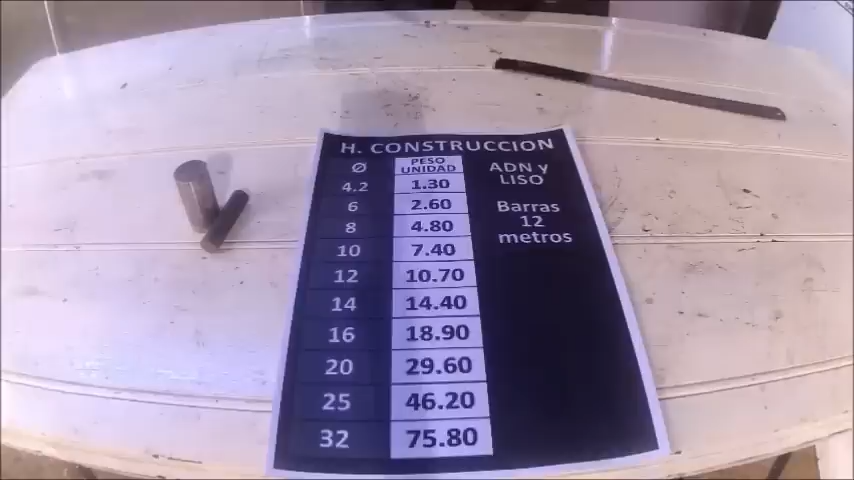 H. CONSTRUCCION
Ø PESO UNIDAD ADN y LISO
4.2 1.30
6 2.60 Barras
8 4.80 12
10 7.40 metros
12 10.70
14 14.40
16 18.90
20 29.60
25 46.20
32 75.80